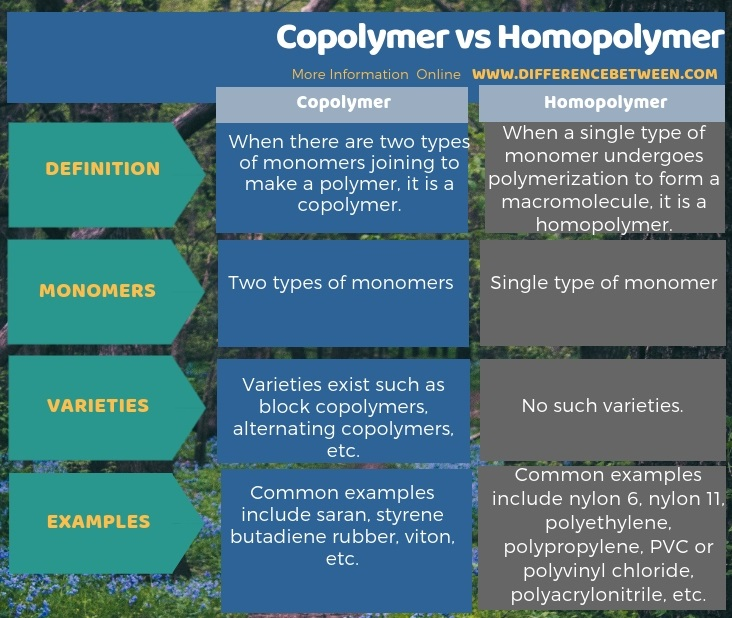 Copolymer vs Homopolymer
More Information Online WWW.DIFFERENCEBETWEEN.COM
Copolymer
Homopolymer
DEFINITION
When there are two types
of monomers joining to
make a polymer, it is a
copolymer.
When a single type of
monomer undergoes
polymerization to form a
macromolecule, it is a
homopolymer.
MONOMERS
Two types of monomers
Single type of monomer
VARIETIES
Varieties exist such as
block copolymers,
alternating copolymers,
etc.
No such varieties.
EXAMPLES
Common examples
include saran, styrene
butadiene rubber, viton,
etc.
Common examples
include nylon 6, nylon 11,
polyethylene,
polypropylene, PVC or
polyvinyl chloride,
polyacrylonitrile, etc.